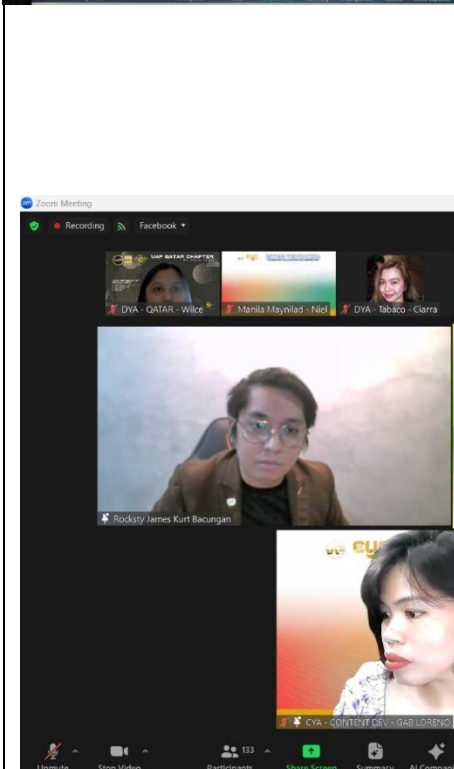 Zoom Meeting
Recording Facebook
UAP QATAR CHAPTER
DYA - QATAR - Wilce
Manila Maynilad - Niel
DYA - Tabaco - Ciarra
Rocksty James Kurt Bacungan
CYA - CONTENT DEV - GAB LORENO
133
Unmute Stop Video Participants Share Screen Summary AI Compan